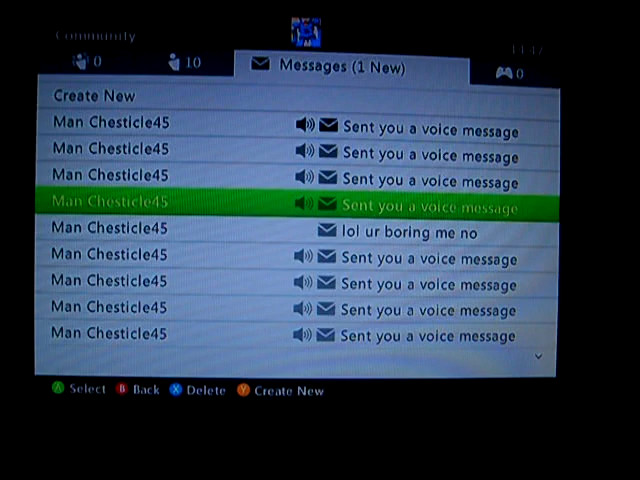 Community
0 10 Messages (1 New) 0
Create New
Man Chesticle45 Sent you a voice message
Man Chesticle45 Sent you a voice message
Man Chesticle45 Sent you a voice message
Man Chesticle45 Sent you a voice message
Man Chesticle45 lol ur boring me no
Man Chesticle45 Sent you a voice message
Man Chesticle45 Sent you a voice message
Man Chesticle45 Sent you a voice message
Man Chesticle45 Sent you a voice message
A Select B Back X Delete Y Create New